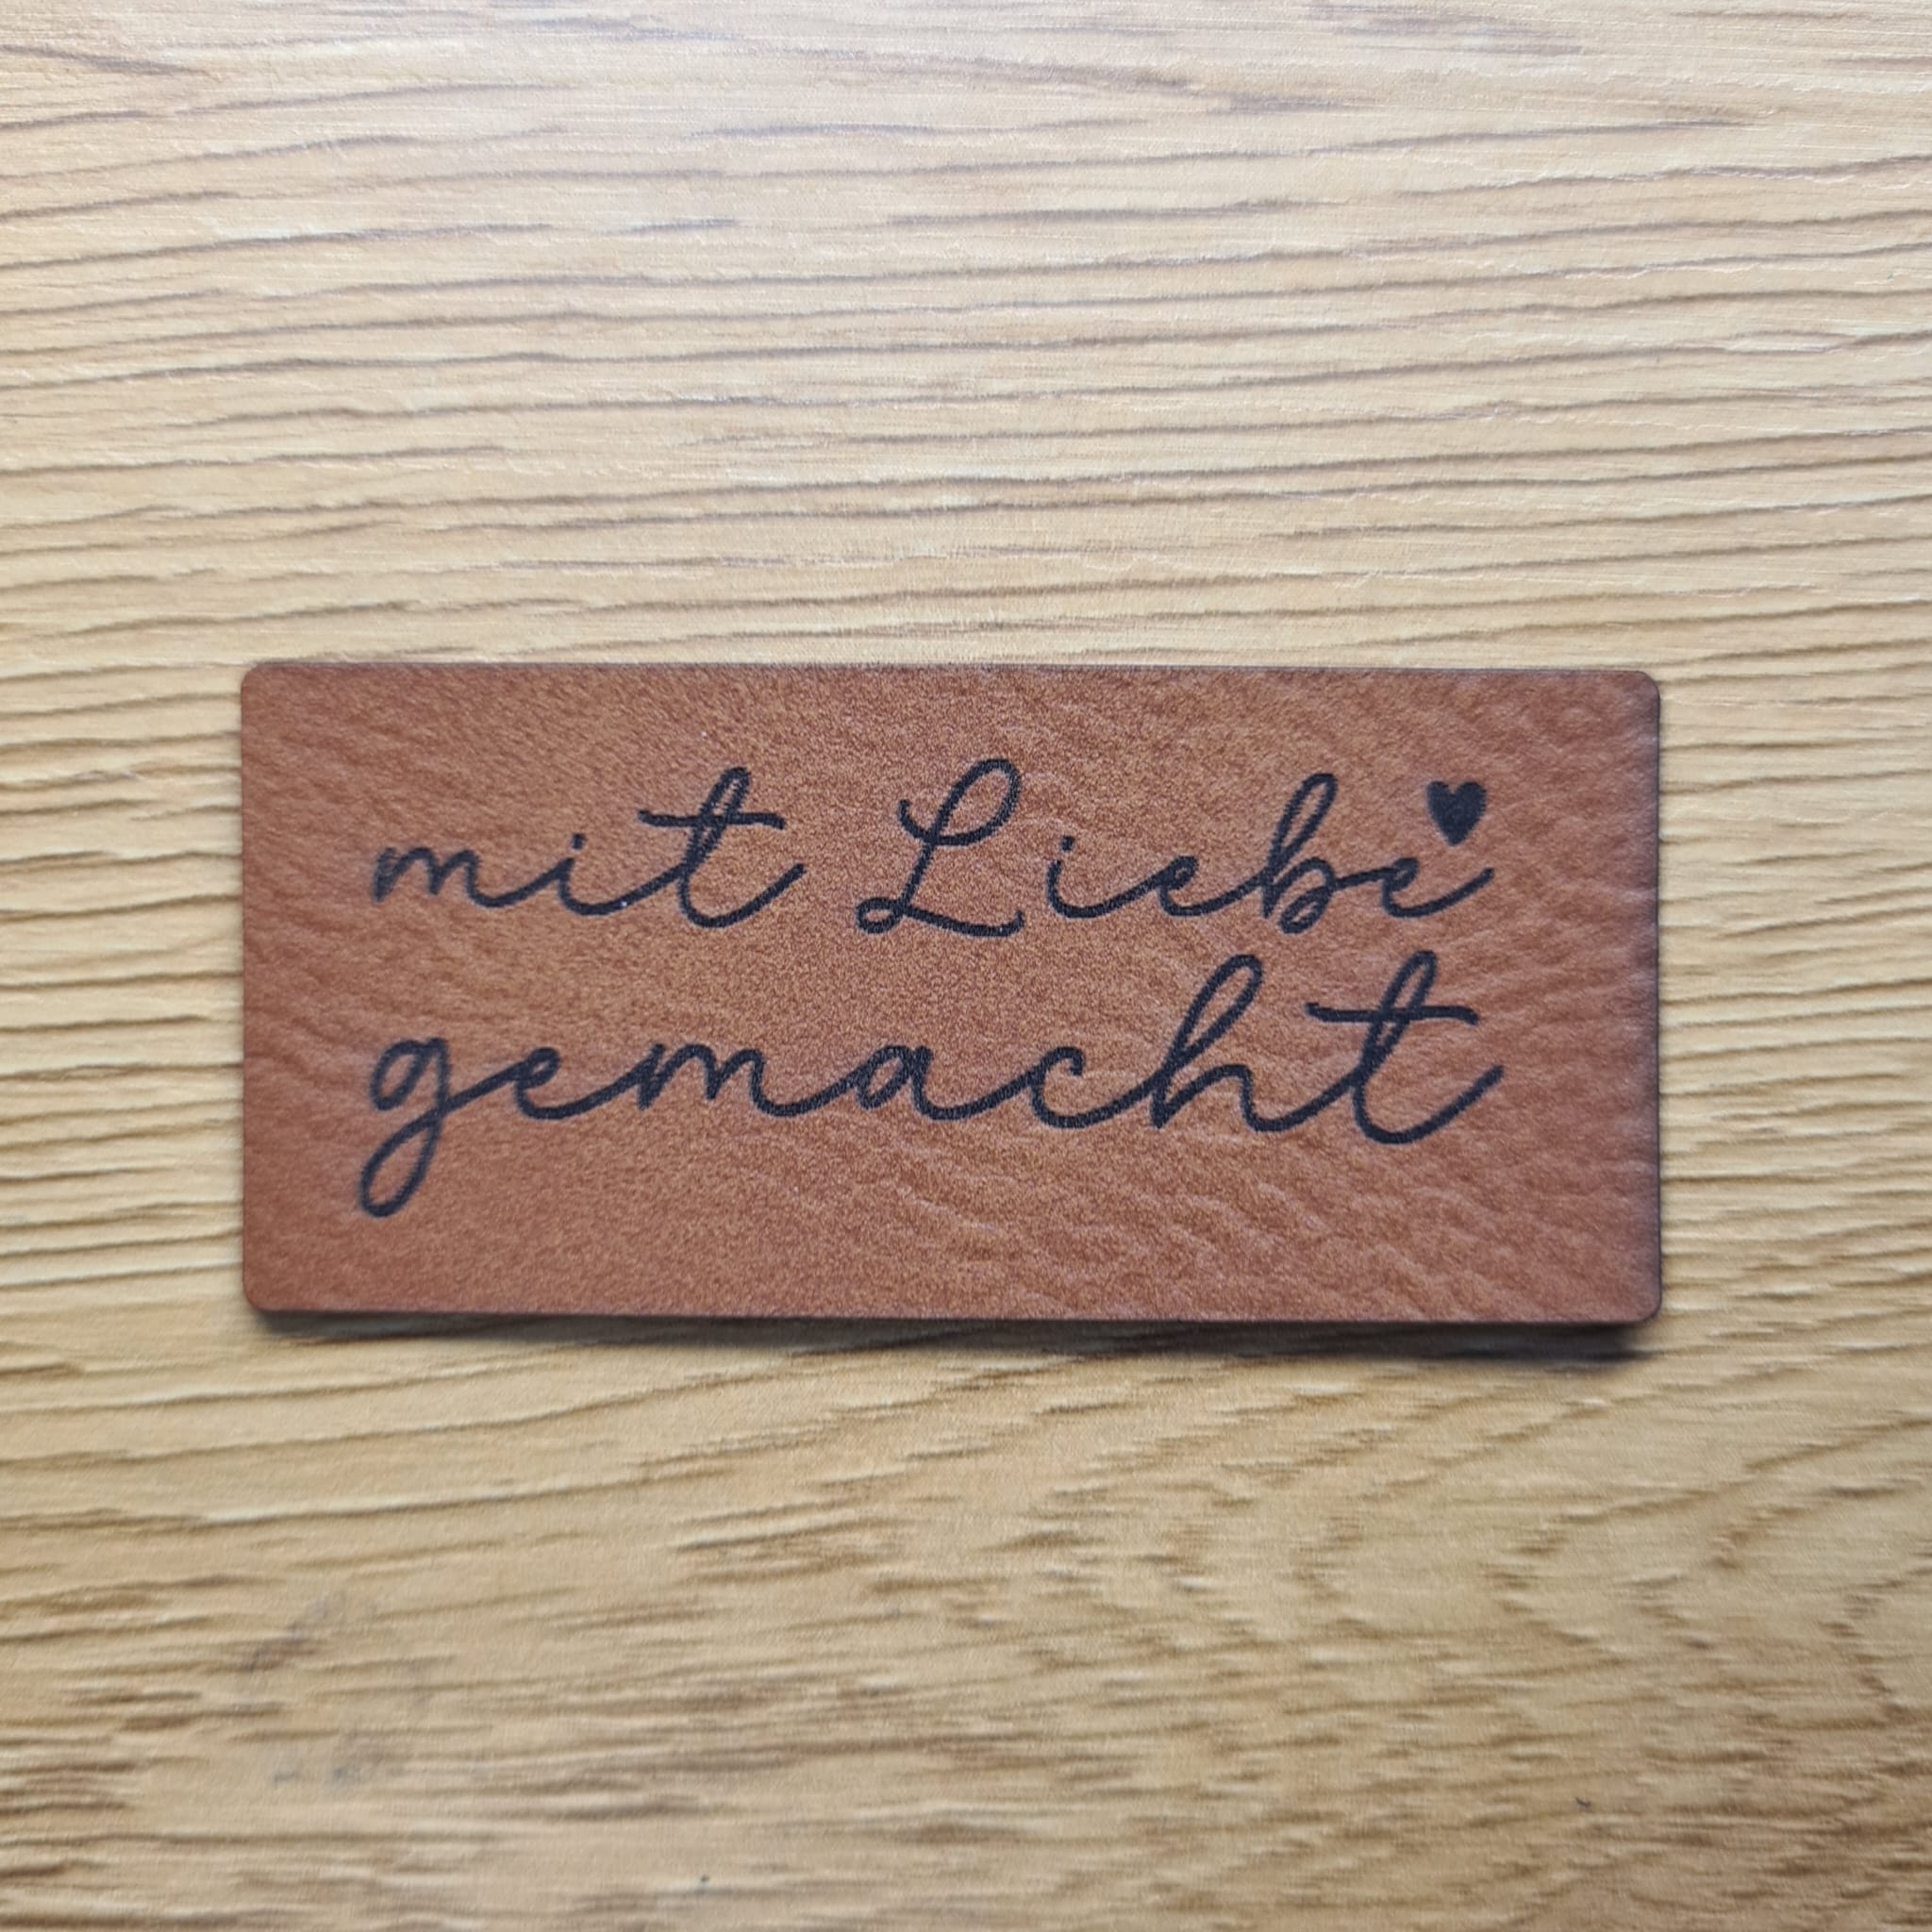 mit Liebe ♥
gemacht